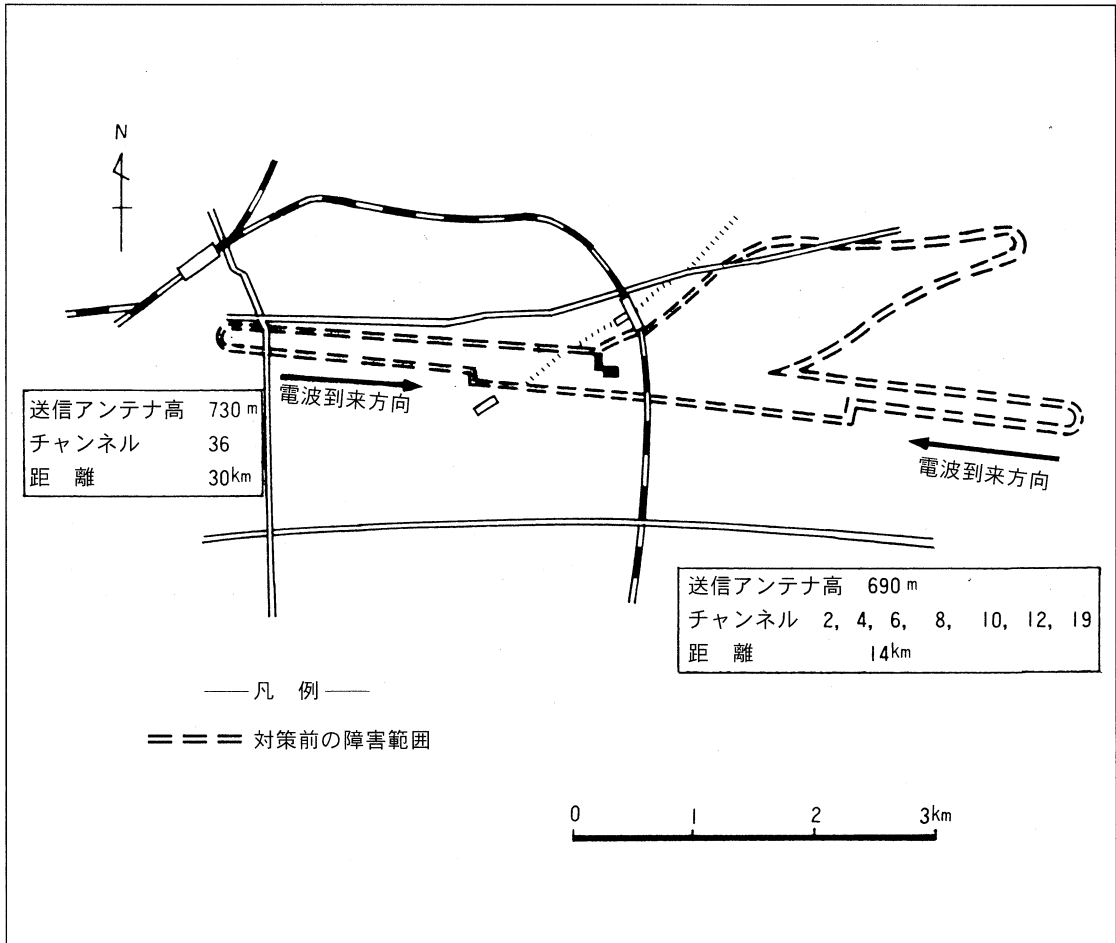 N
電波到来方向
送信アンテナ高 730m
チャンネル 36
距 離 30km
電波到来方向
送信アンテナ高 690m
チャンネル 2, 4, 6, 8, 10, 12, 19
距 離 14km
凡 例
対策前の障害範囲
0 1 2 3km